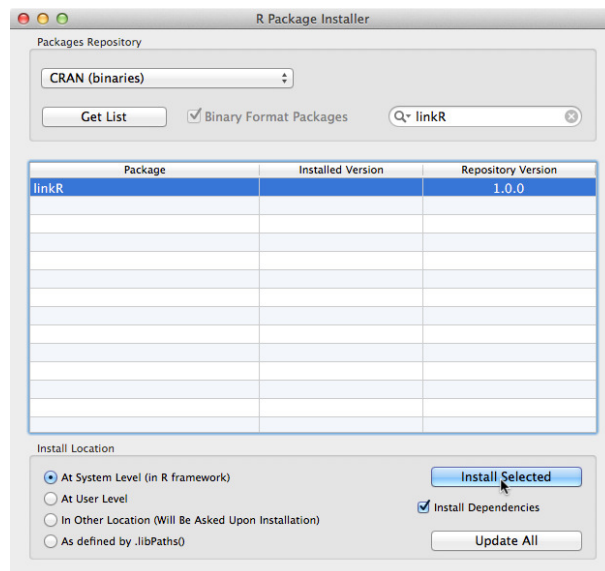 R Package Installer
Packages Repository
CRAN (binaries)
Get List
Binary Format Packages
linkR
Package Installed Version Repository Version
linkR 1.0.0
Install Location
At System Level (in R framework)
At User Level
In Other Location (Will Be Asked Upon Installation)
As defined by .libPaths()
Install Selected
Install Dependencies
Update All